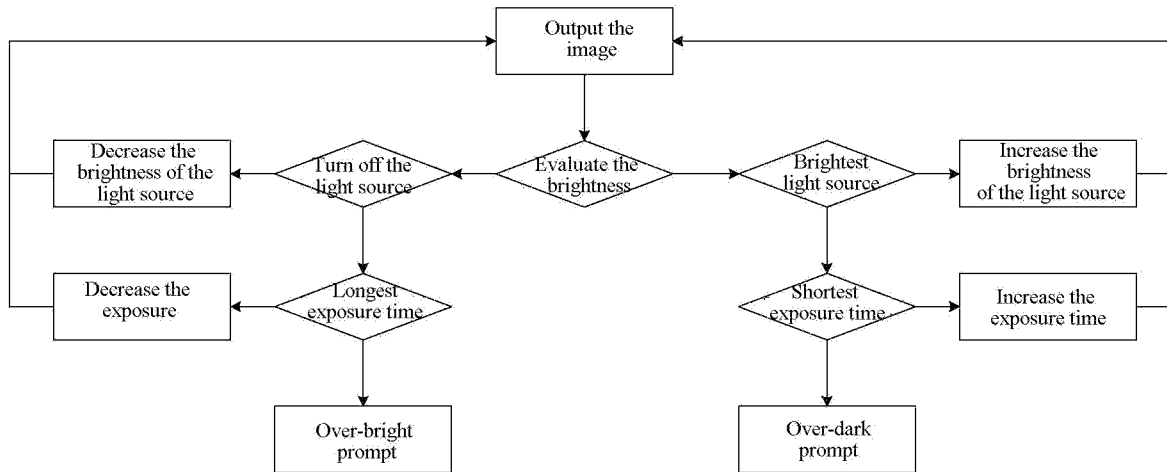 Output the
image
Decrease the
brightness of the
light source
Turn off the
light source
Evaluate the
brightness
Brightest
light source
Increase the
brightness
of the light source
Decrease the
exposure
Longest
exposure time
Shortest
exposure time
Increase the
exposure time
Over-bright
prompt
Over-dark
prompt